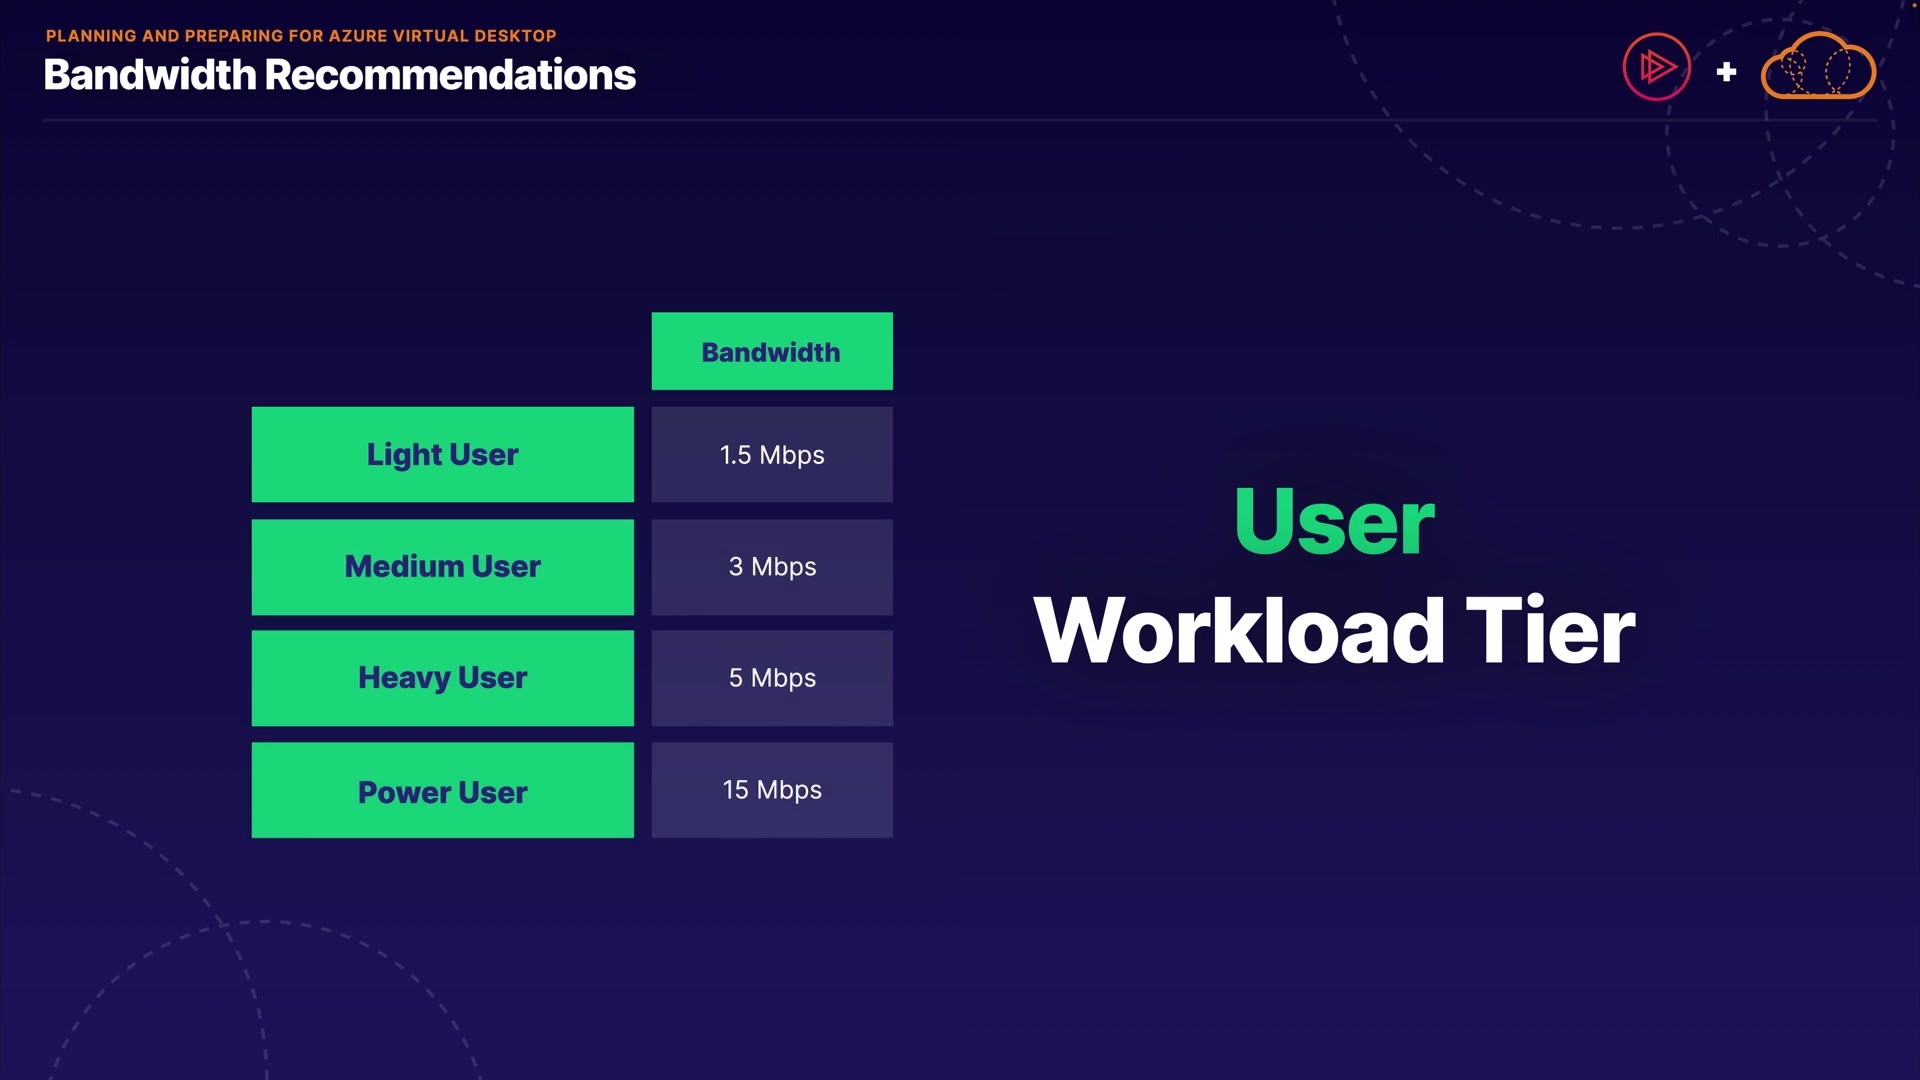 PLANNING AND PREPARING FOR AZURE VIRTUAL DESKTOP
Bandwidth Recommendations
Bandwidth
Light User
1.5 Mbps
Medium User
3 Mbps
Heavy User
5 Mbps
Power User
15 Mbps
User
Workload Tier